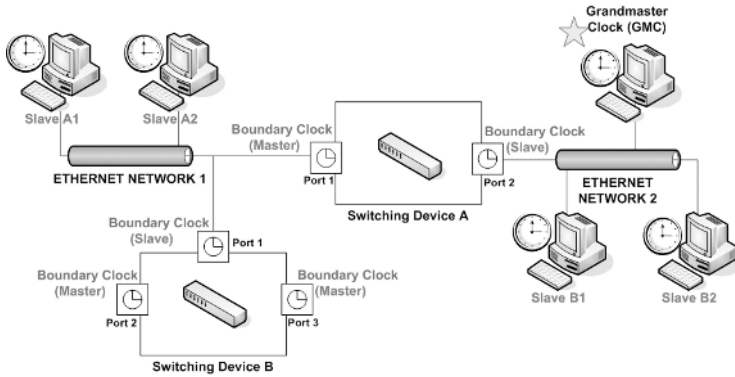 Grandmaster
Clock (GMC)
Slave A1
Slave A2
Boundary Clock
(Master)
Boundary Clock
(Slave)
ETHERNET NETWORK 1
Port 1
Port 2
ETHERNET
NETWORK 2
Switching Device A
Boundary Clock
(Slave)
Port 1
Boundary Clock
(Master)
Boundary Clock
(Master)
Slave B1
Slave B2
Port 2
Port 3
Switching Device B